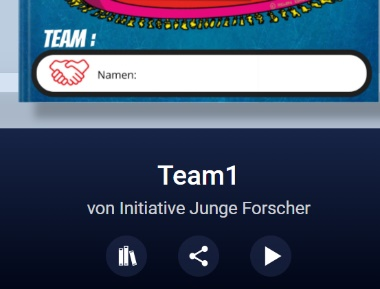 TEAM :
Namen:
Team1
von Initiative Junge Forscher